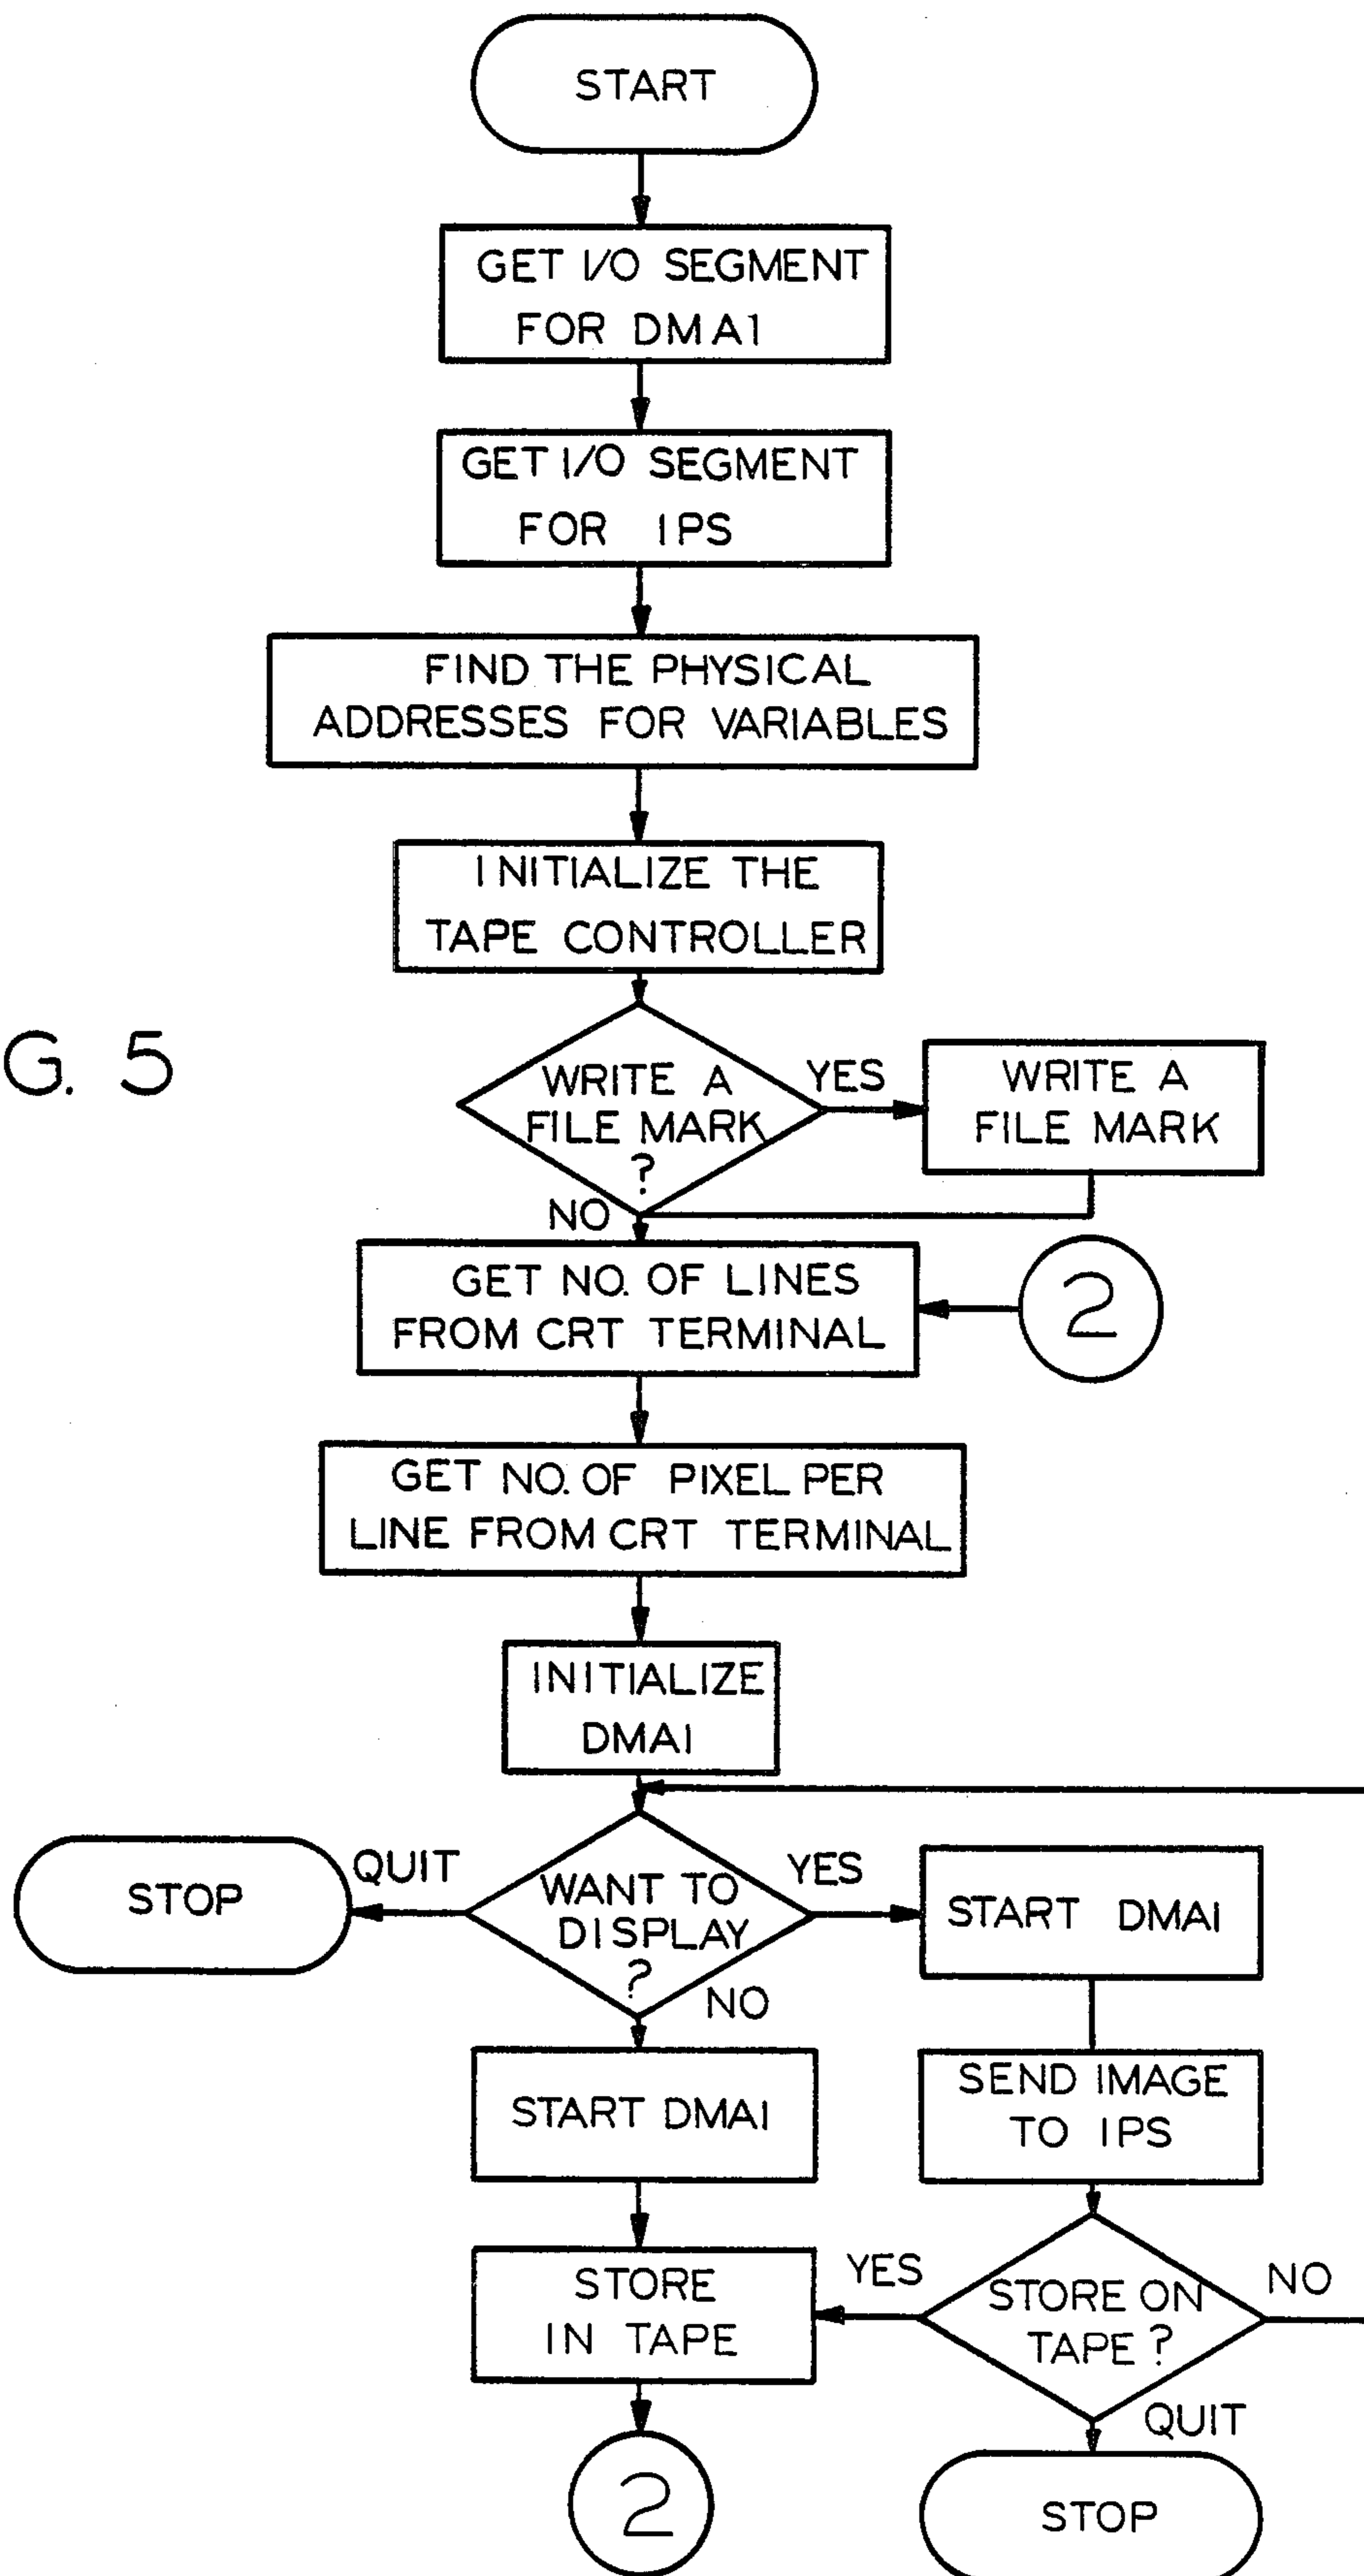 START
GET I/O SEGMENT
FOR DMA1
GET I/O SEGMENT
FOR IPS
FIND THE PHYSICAL
ADDRESSES FOR VARIABLES
INITIALIZE THE
TAPE CONTROLLER
G. 5
WRITE A
FILE MARK
?
YES
WRITE A
FILE MARK
NO
GET NO. OF LINES
FROM CRT TERMINAL
2
GET NO. OF PIXEL PER
LINE FROM CRT TERMINAL
INITIALIZE
DMA1
STOP
QUIT
WANT TO
DISPLAY
?
YES
START DMA1
NO
START DMA1
SEND IMAGE
TO IPS
STORE
IN TAPE
YES
STORE ON
TAPE ?
NO
QUIT
2
STOP